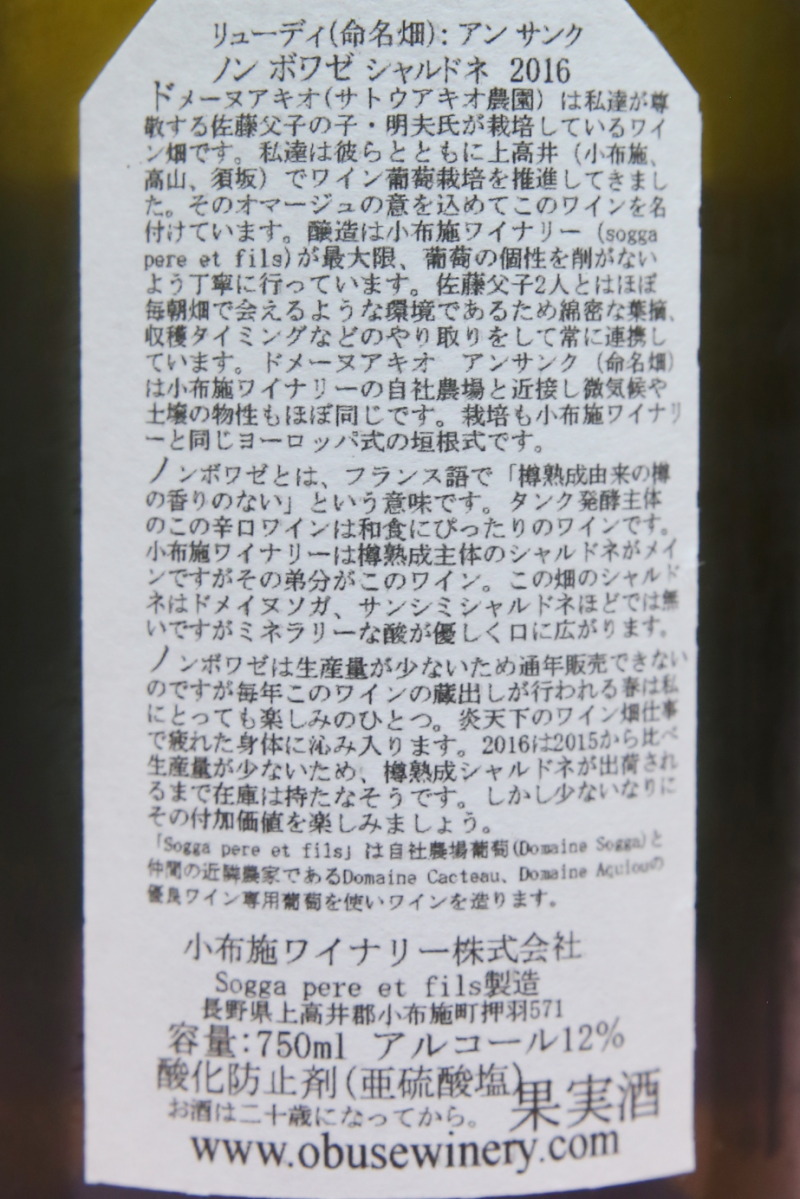 リューディ(命名畑): アン サンク
ノン ボワゼ シャルドネ 2016
ドメーヌアキオ(サトウアキオ農園) は私達が尊
敬する佐藤父子の子・明夫氏が栽培しているワイ
ン畑です。私達は彼らとともに上高井 (小布施、
高山、須坂) でワイン葡萄栽培を推進してきまし
た。そのオマージュの意を込めてこのワインを名
付けています。醸造は小布施ワイナリー (sogga
pere et fils)が最大限、葡萄の個性を削がない
よう丁寧に行っています。佐藤父子2人とはほぼ
毎朝畑で会えるような環境であるため綿密な葉摘、
収穫タイミングなどのやり取りをして常に連携し
ています。ドメーヌアキオ アンサンク (命名畑)
は小布施ワイナリーの自社農場と近接し微気候や
土壌の物性もほぼ同じです。栽培も小布施ワイナリ
ーと同じヨーロッパ式の垣根式です。
ノンボワゼとは、フランス語で「樽熟成由来の樽
の香りのない」という意味です。タンク発酵主体
のこの辛口ワインは和食にぴったりのワインです。
小布施ワイナリーは樽熟成主体のシャルドネがメイ
ンですがその弟分がこのワイン。この畑のシャルド
ネはドメイヌソガ、サンシミシャルドネほどでは無
いですがミネラリーな酸が優しく口に広がります。
ノンボワゼは生産量が少ないため通年販売できない
のですが毎年このワインの蔵出しが行われる春は私
にとっても楽しみのひとつ。炎天下のワイン畑仕事
で疲れた身体に沁み入ります。2016は2015から比べ
生産量が少ないため、樽熟成シャルドネが出荷され
るまで在庫は持たなそうです。しかし少ないなりに
その付加価値を楽しみましょう。
「Sogga pere et fils」は自社農場葡萄(Domaine Sogga)と
仲間の近隣農家であるDomaine Cacteau、Domaine Aquiouの
優良ワイン専用葡萄を使いワインを造ります。
小布施ワイナリー株式会社
Sogga pere et fils製造
長野県上高井郡小布施町押羽571
容量:750ml アルコール12%
酸化防止剤(亜硫酸塩)
果実酒
お酒は二十歳になってから。
www.obusewinery.com